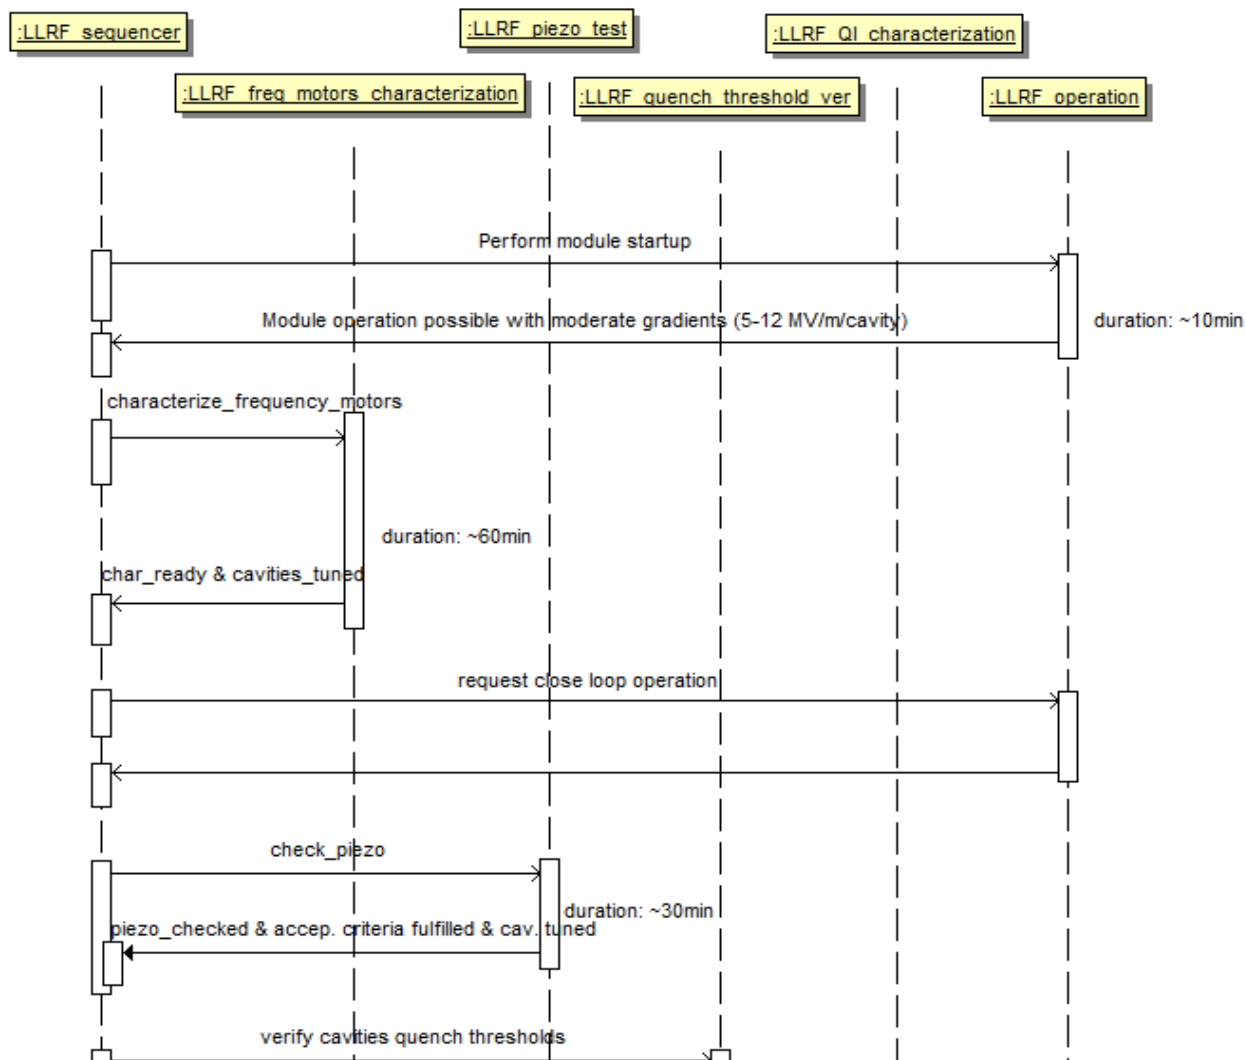 :LLRF_sequencer
:LLRF_piezo_test
:LLRF_QI_characterization
:LLRF_freq_motors_characterization
:LLRF_quench_threshold_ver
:LLRF_operation
Perform module startup
Module operation possible with moderate gradients (5-12 MV/m/cavity)
duration: ~10min
characterize_frequency_motors
duration: ~60min
char_ready & cavities_tuned
request close loop operation
check_piezo
duration: ~30min
piezo_checked & accep. criteria fulfilled & cav. tuned
verify cavities quench thresholds